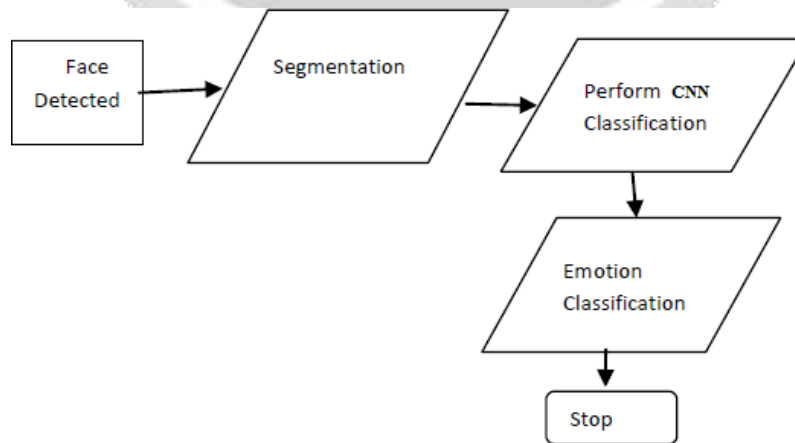 Face
Detected
Segmentation
Perform CNN
Classification
Emotion
Classification
Stop